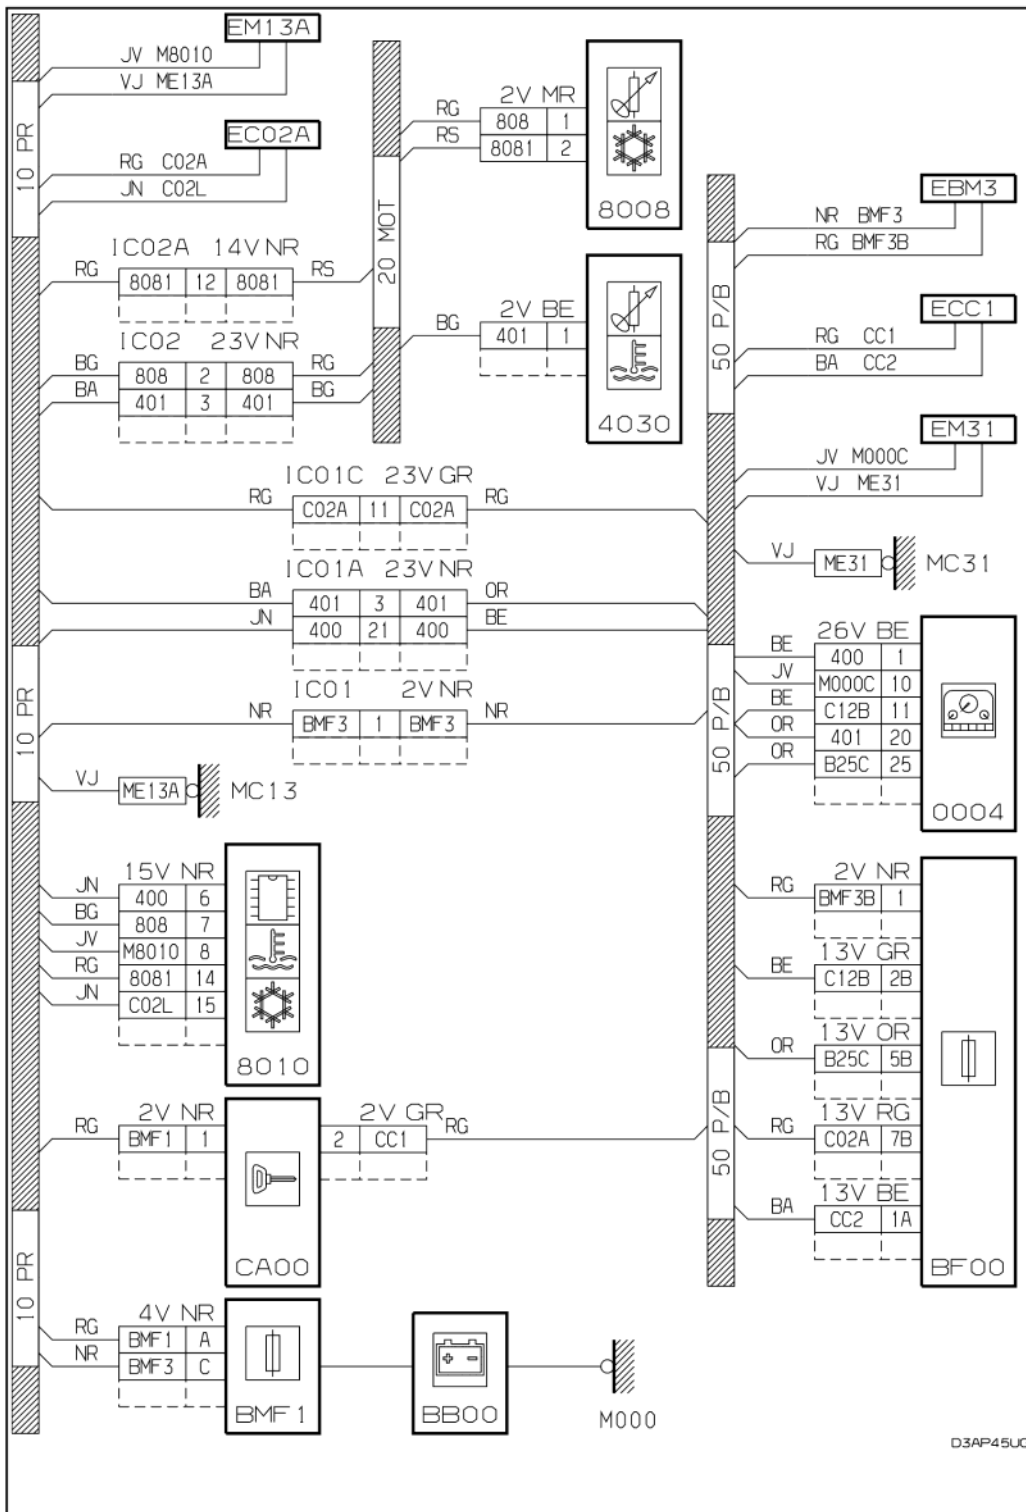 EM13A
JV M8010
VJ ME13A
10 PR
EC02A
RG C02A
JN C02L
IC02A 14V NR
RG 8081 12 8081 RS
IC02 23V NR
BG 808 2 808 RG
BA 401 3 401 BG
20 MOT
2V MR
RG 808 1
RS 8081 2
8008
2V BE
BG 401 1
4030
EBM3
NR BMF3
RG BMF3B
50 P/B
ECC1
RG CC1
BA CC2
EM31
JV M000C
VJ ME31
IC01C 23V GR
RG C02A 11 C02A RG
IC01A 23V NR
BA 401 3 401 OR
JN 400 21 400 BE
10 PR
IC01 2V NR
NR BMF3 1 BMF3 NR
VJ ME13A MC13
VJ ME31 MC31
50 P/B
26V BE
BE 400 1
JV M000C 10
BE C12B 11
OR 401 20
OR B25C 25
0004
15V NR
JN 400 6
BG 808 7
JV M8010 8
RG 8081 14
JN C02L 15
8010
2V NR
RG BMF3B 1
13V GR
BE C12B 2B
13V OR
OR B25C 5B
13V RG
RG C02A 7B
13V BE
BA CC2 1A
BF00
50 P/B
2V NR 2V GR
RG BMF1 1 2 CC1 RG
CA00
10 PR
4V NR
RG BMF1 A
NR BMF3 C
BMF1
BB00
M000
D3AP45UC